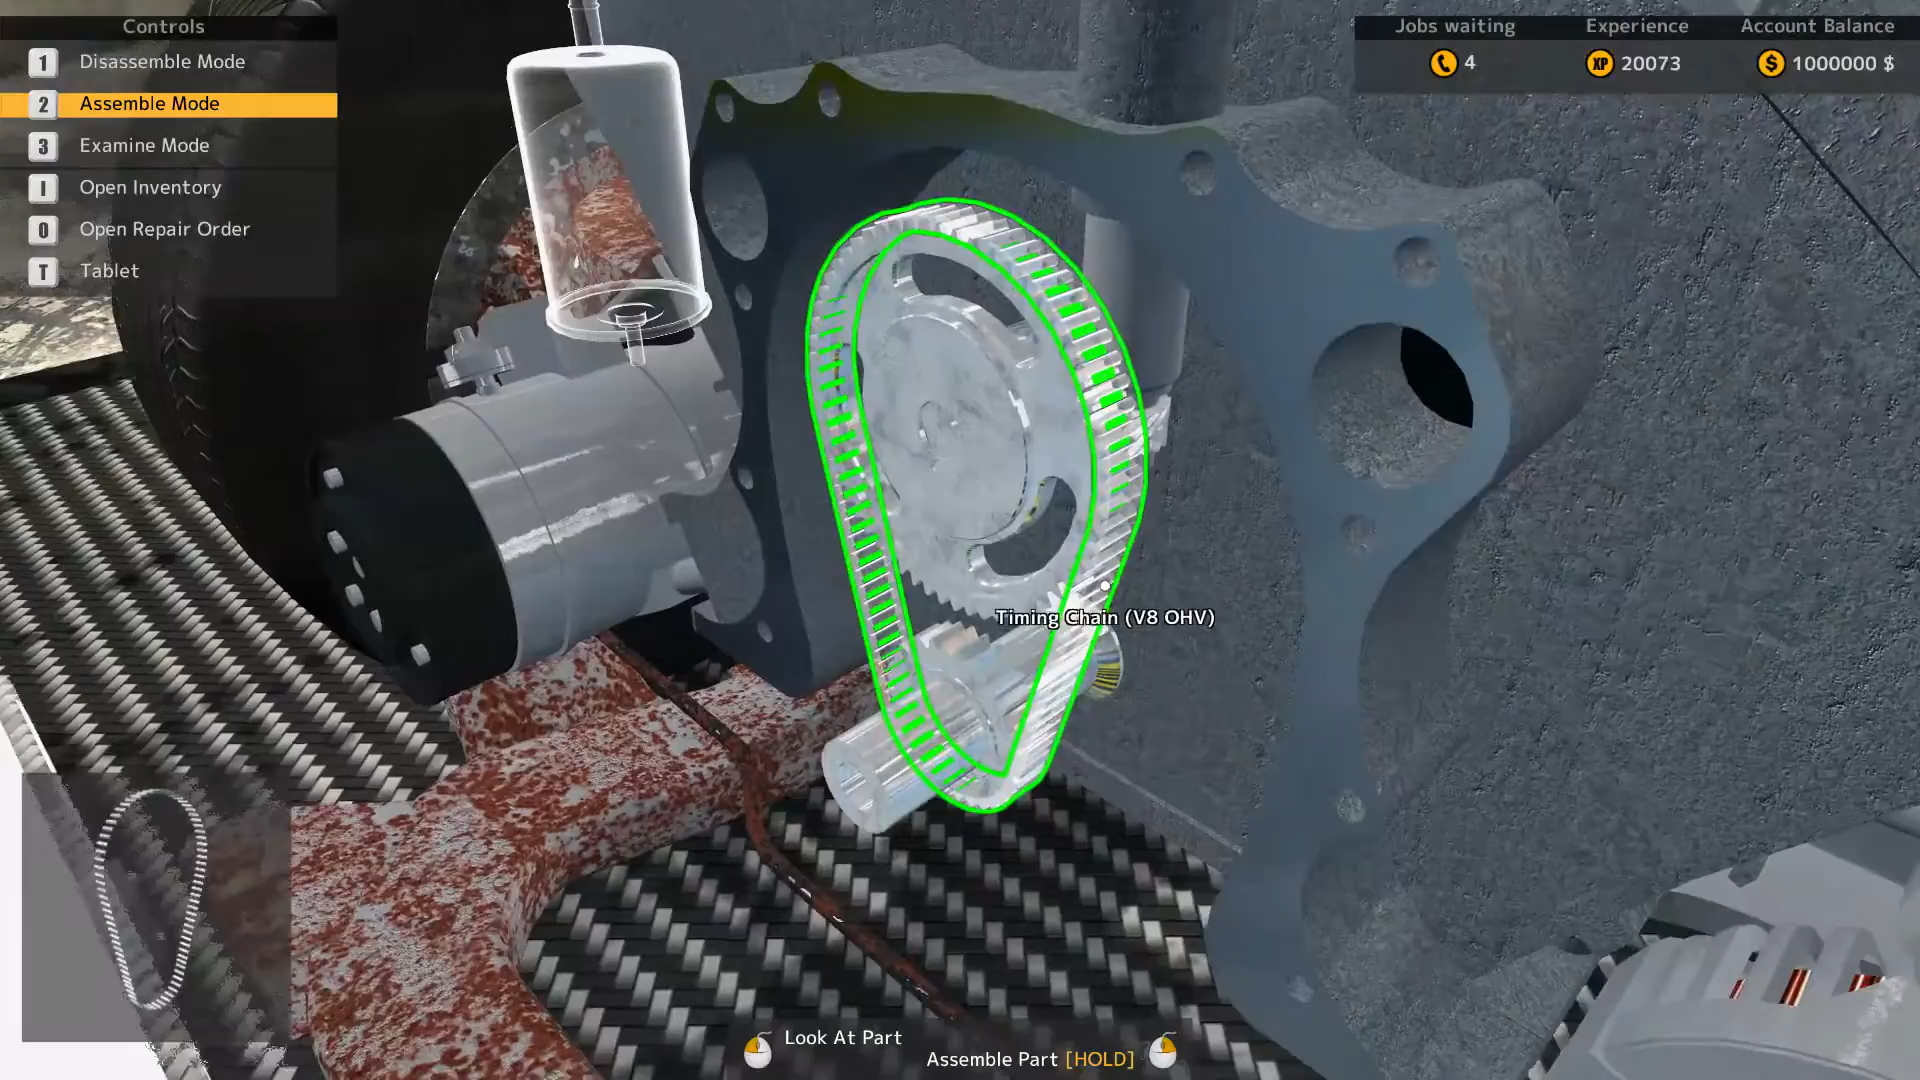 Controls
1 Disassemble Mode
2 Assemble Mode
3 Examine Mode
I Open Inventory
O Open Repair Order
T Tablet
Jobs waiting Experience Account Balance
4 XP 20073 $ 1000000 $
Timing Chain (V8 OHV)
Look At Part
Assemble Part [HOLD]